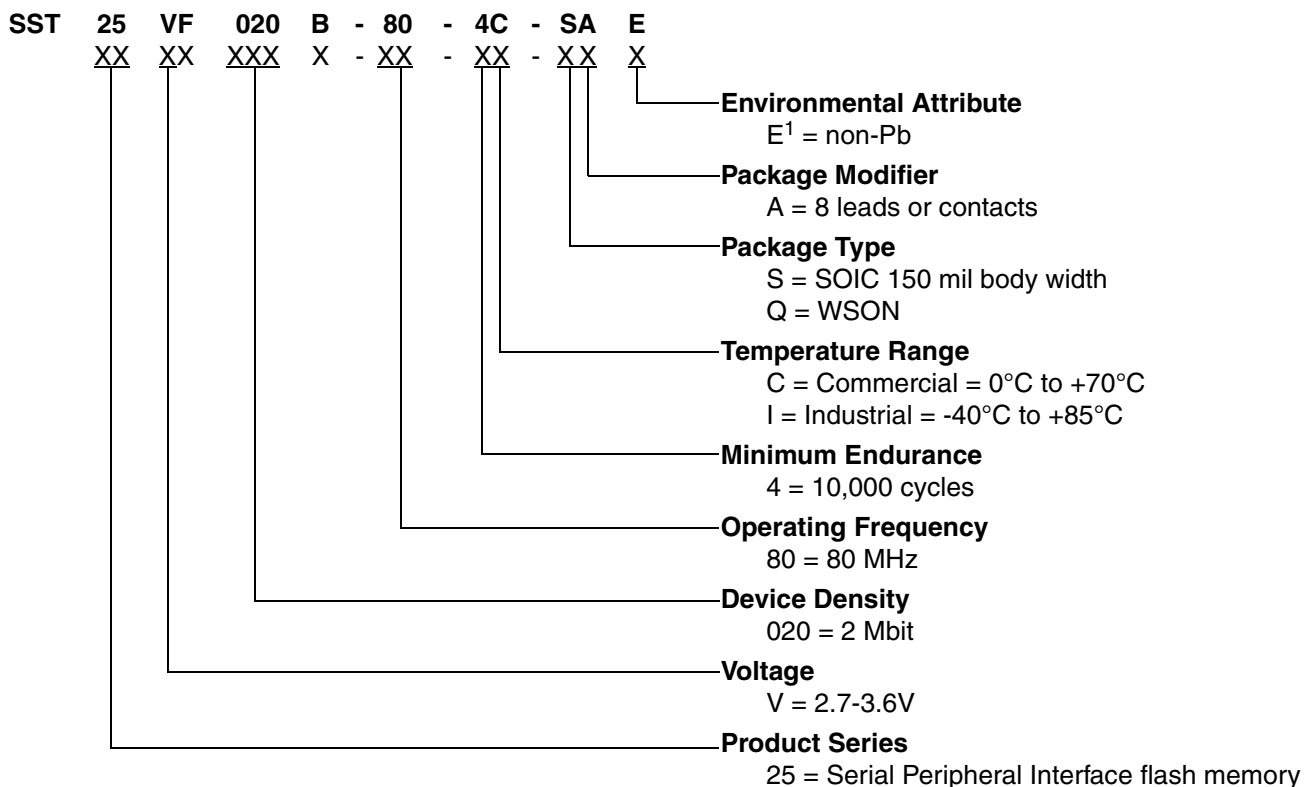 SST 25 VF 020 B - 80 - 4C - SA E
XX XX XXX X - XX - XX - XX X
Environmental Attribute
E1 = non-Pb
Package Modifier
A = 8 leads or contacts
Package Type
S = SOIC 150 mil body width
Q = WSON
Temperature Range
C = Commercial = 0°C to +70°C
I = Industrial = -40°C to +85°C
Minimum Endurance
4 = 10,000 cycles
Operating Frequency
80 = 80 MHz
Device Density
020 = 2 Mbit
Voltage
V = 2.7-3.6V
Product Series
25 = Serial Peripheral Interface flash memory